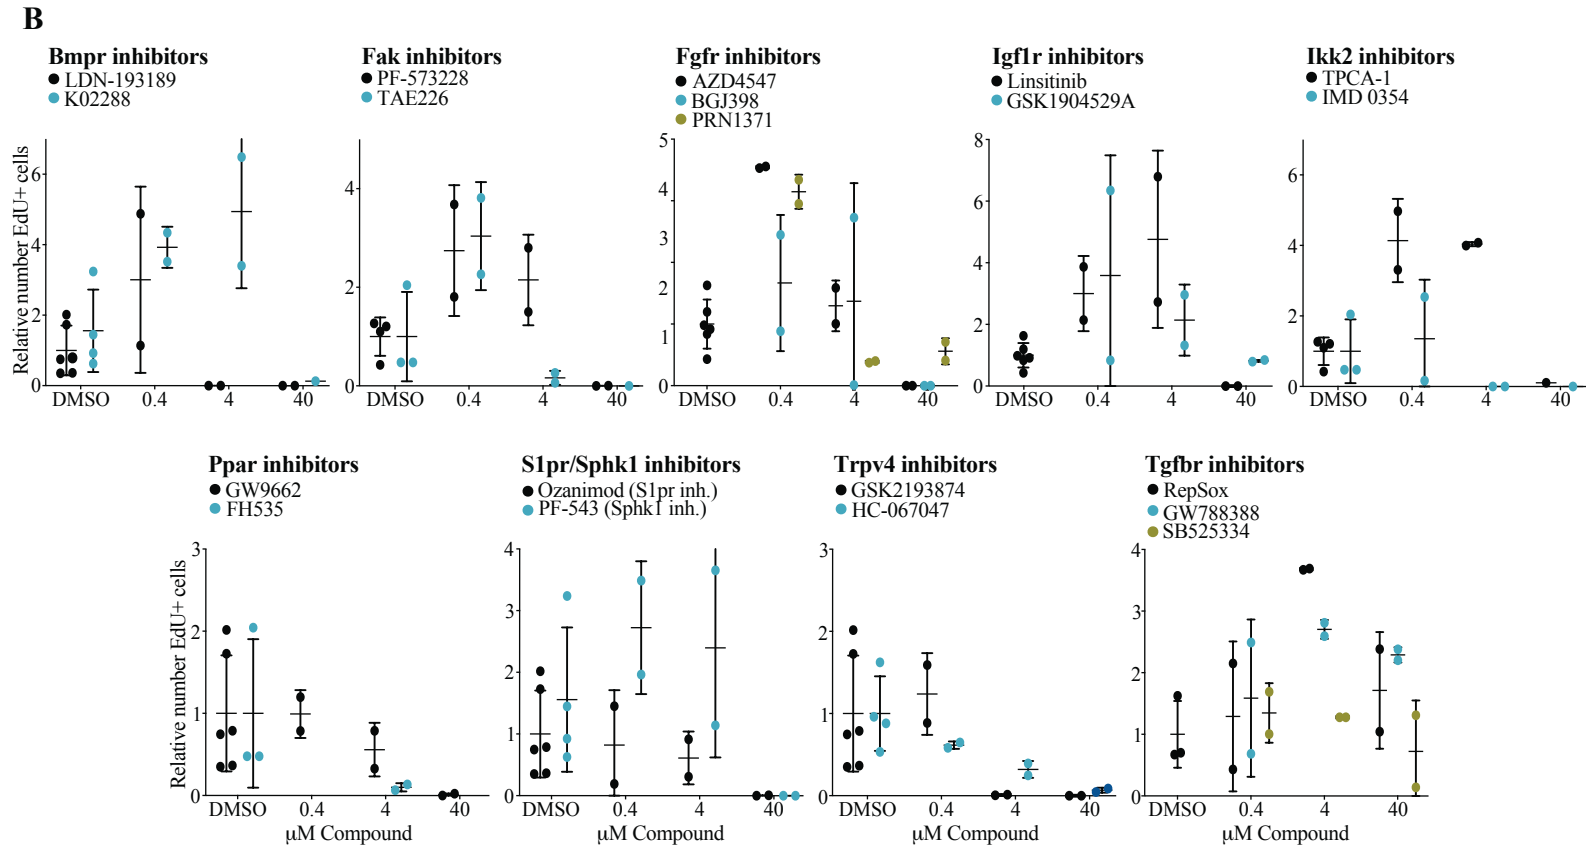 B
Bmpr inhibitors
LDN-193189
K02288
Fak inhibitors
PF-573228
TAE226
Fgfr inhibitors
AZD4547
BGJ398
PRN1371
Igf1r inhibitors
Linsitinib
GSK1904529A
Ikk2 inhibitors
TPCA-1
IMD 0354
Relative number EdU+ cells
6
4
2
0
DMSO 0.4 4 40
4
2
0
DMSO 0.4 4 40
5
4
3
2
1
0
DMSO 0.4 4 40
8
6
4
2
0
DMSO 0.4 4 40
6
4
2
0
DMSO 0.4 4 40
Ppar inhibitors
GW9662
FH535
S1pr/Sphk1 inhibitors
Ozanimod (S1pr inh.)
PF-543 (Sphk1 inh.)
Trpv4 inhibitors
GSK2193874
HC-067047
Tgfbr inhibitors
RepSox
GW788388
SB525334
Relative number EdU+ cells
3
2
1
0
DMSO 0.4 4 40
μM Compound
4
3
2
1
0
DMSO 0.4 4 40
μM Compound
3
2
1
0
DMSO 0.4 4 40
μM Compound
4
3
2
1
0
DMSO 0.4 4 40
μM Compound